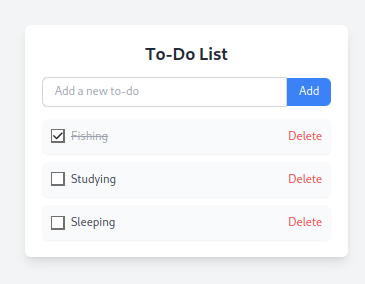 To-Do List
Add a new to-do Add
Fishing Delete
Studying Delete
Sleeping Delete